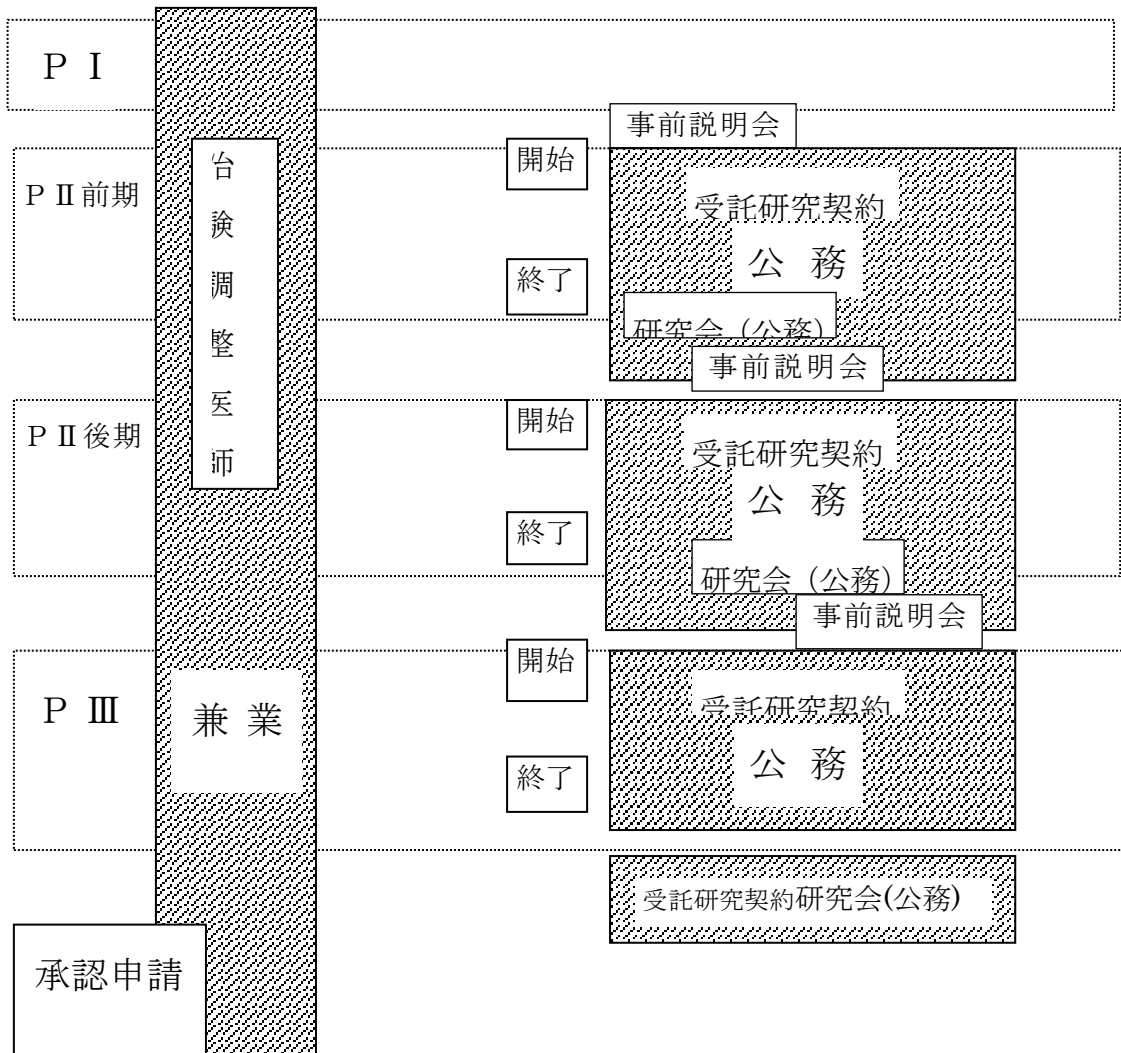 Ｐ Ⅰ
事前説明会
開始
ＰⅡ前期
治験調整医師
受託研究契約
公 務
終了
研究会（公務）
事前説明会
開始
ＰⅡ後期
受託研究契約
公 務
終了
研究会（公務）
事前説明会
開始
Ｐ Ⅲ
兼 業
受託研究契約
公 務
終了
受託研究契約研究会(公務)
承認申請